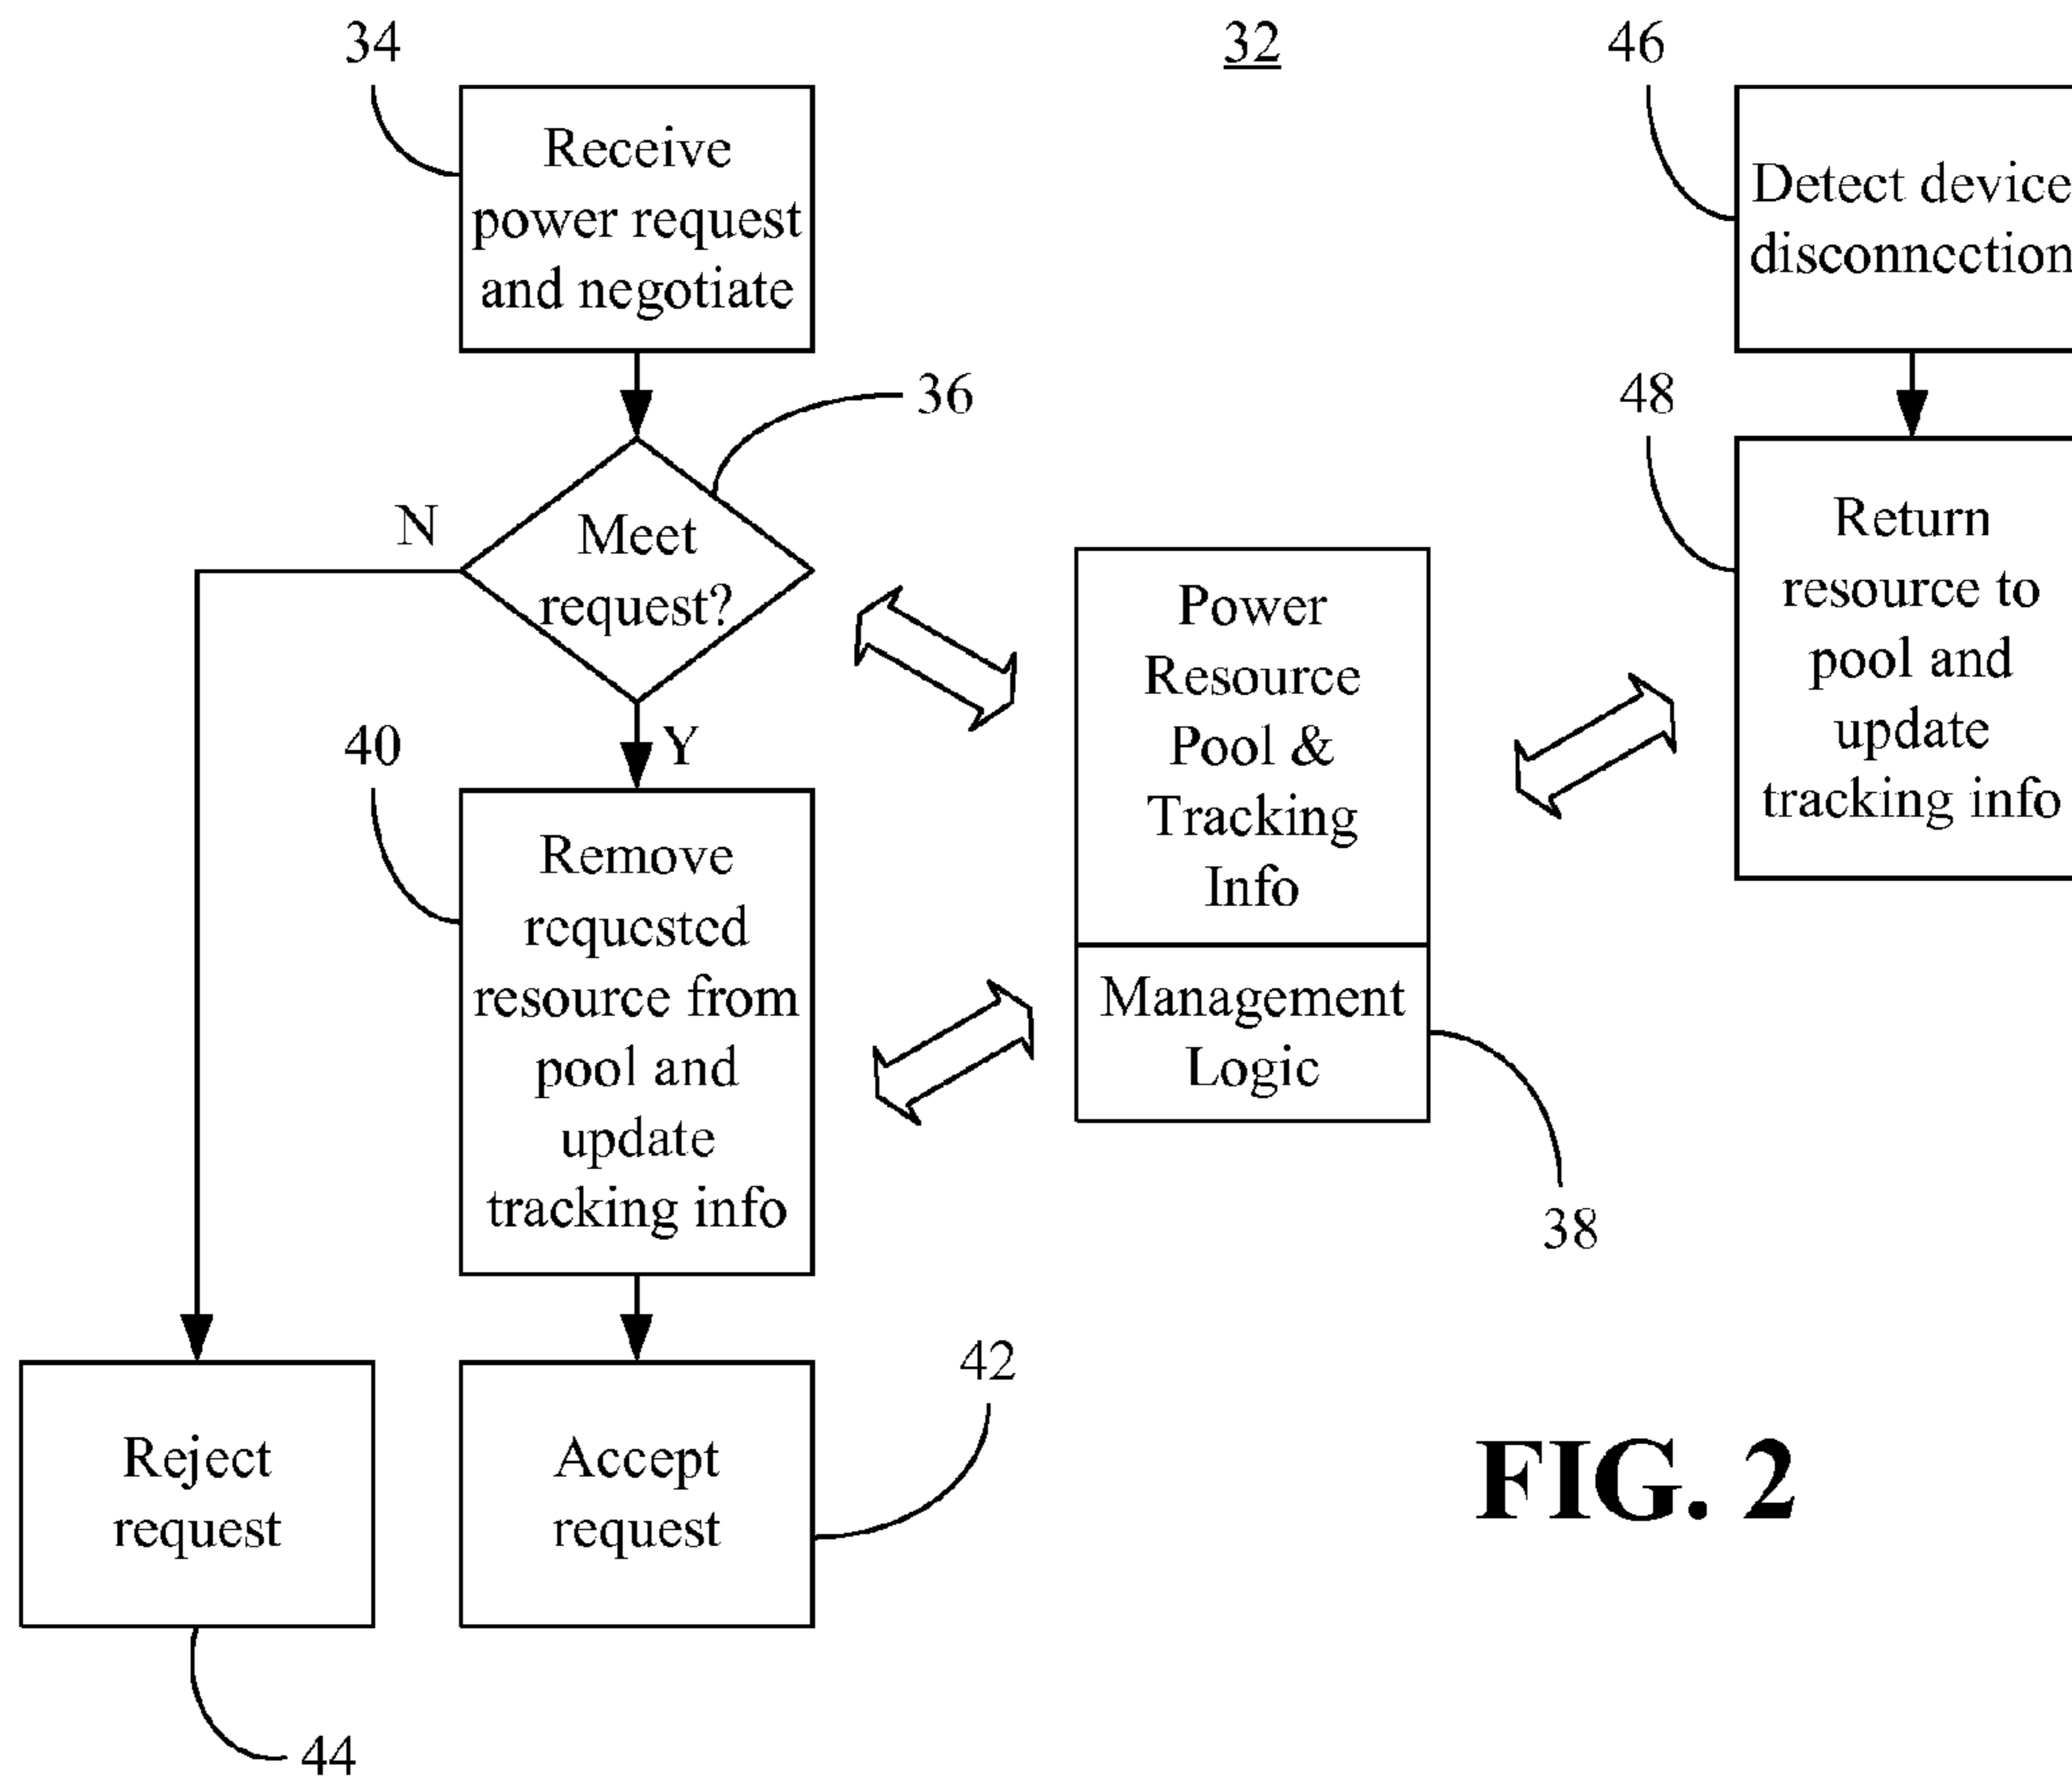 34
32
46
Receive
power request
and negotiate
Detect device
disconnection
36
48
N
Meet
request?
Y
40
Remove
requested
resource from
pool and
update
tracking info
Power
Resource
Pool &
Tracking
Info
Management
Logic
38
Return
resource to
pool and
update
tracking info
Reject
request
Accept
request
42
44
FIG. 2